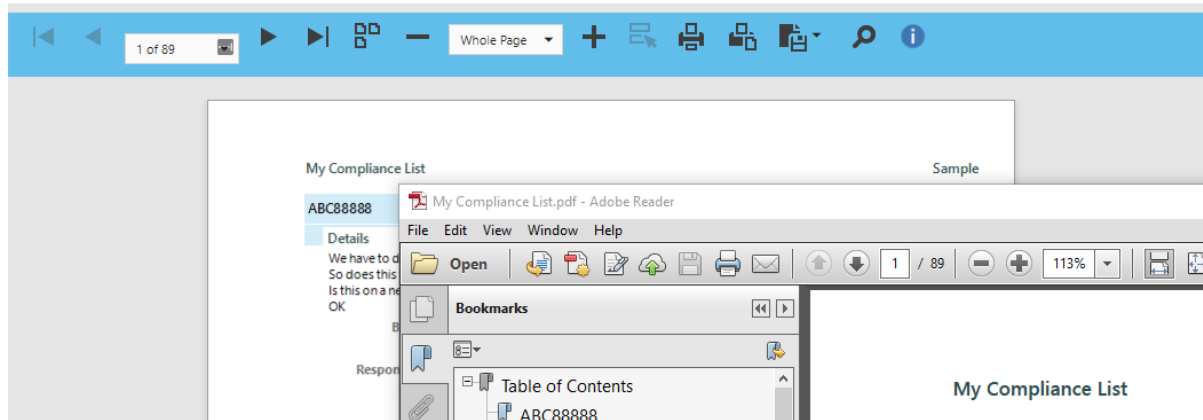 1 of 89
Whole Page
My Compliance List
Sample
ABC88888
Details
We have to d
So does this
Is this on a ne
OK
B
Respon
My Compliance List.pdf - Adobe Reader
File Edit View Window Help
Open
1 / 89
113%
Bookmarks
Table of Contents
ABC88888
My Compliance List